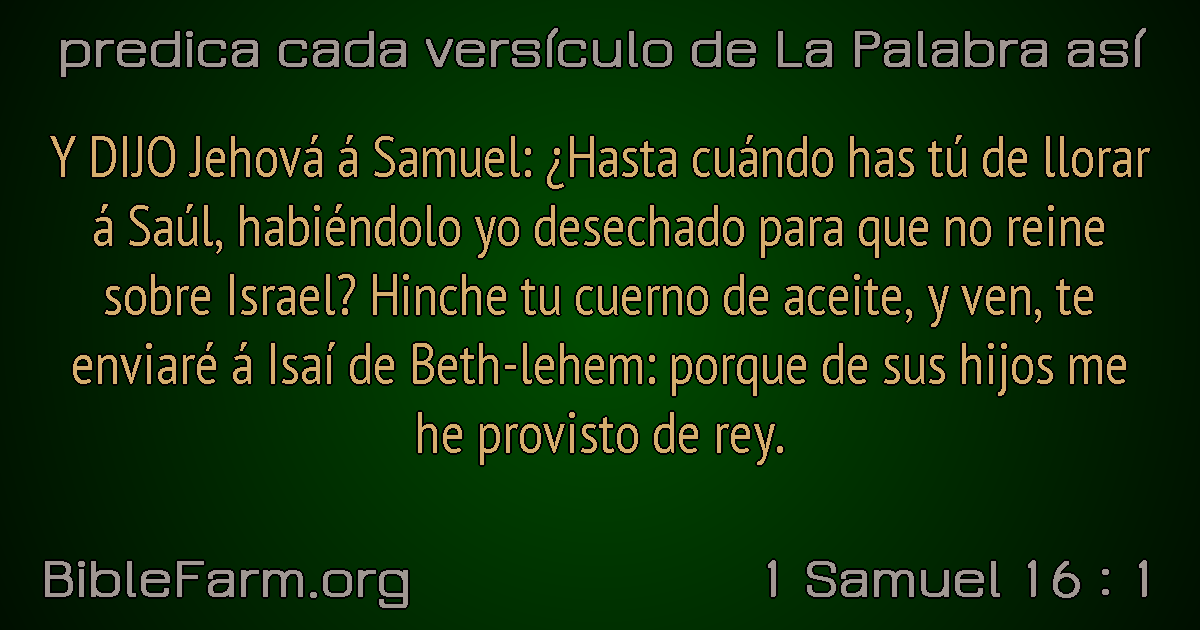 predica cada versículo de La Palabra así
Y DIJO Jehová á Samuel: ¿Hasta cuándo has tú de llorar
á Saúl, habiéndolo yo desechado para que no reine
sobre Israel? Hinche tu cuerno de aceite, y ven, te
enviaré á Isaí de Beth-lehem: porque de sus hijos me
he provisto de rey.
BibleFarm.org
1 Samuel 16 : 1